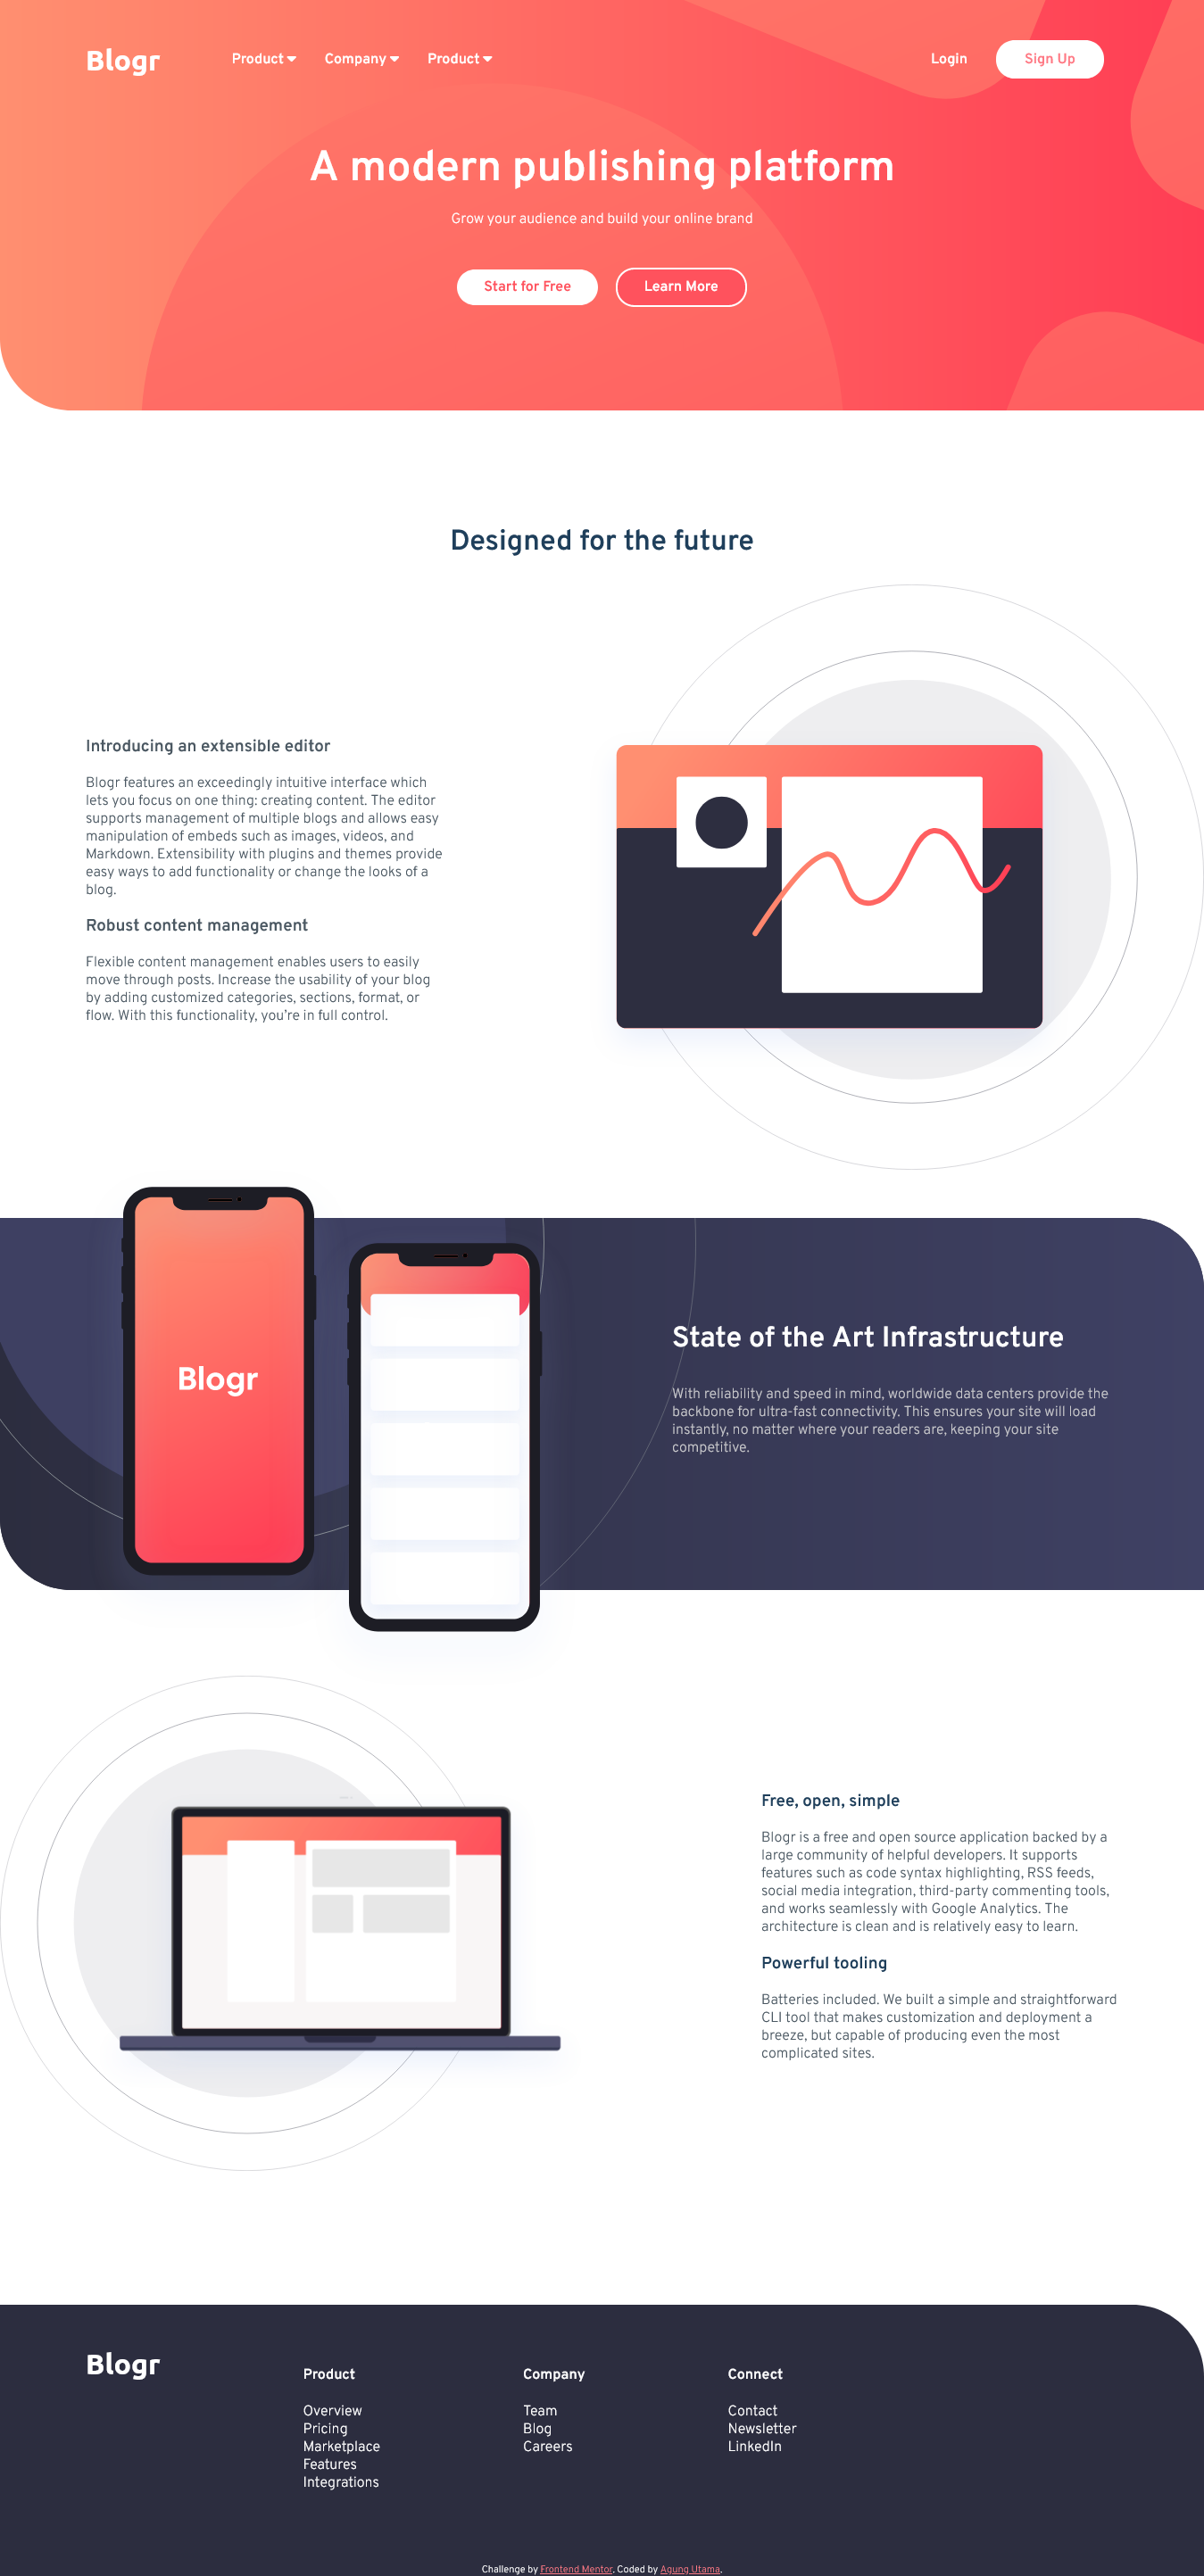 Blogr
Product
Company
Product
Login
Sign Up
A modern publishing platform
Grow your audience and build your online brand
Start for Free
Learn More
Designed for the future
Introducing an extensible editor
Blogr features an exceedingly intuitive interface which
lets you focus on one thing: creating content. The editor
supports management of multiple blogs and allows easy
manipulation of embeds such as images, videos, and
Markdown. Extensibility with plugins and themes provide
easy ways to add functionality or change the looks of a
blog.
Robust content management
Flexible content management enables users to easily
move through posts. Increase the usability of your blog
by adding customized categories, sections, format, or
flow. With this functionality, you’re in full control.
Blogr
State of the Art Infrastructure
With reliability and speed in mind, worldwide data centers provide the
backbone for ultra-fast connectivity. This ensures your site will load
instantly, no matter where your readers are, keeping your site
competitive.
Free, open, simple
Blogr is a free and open source application backed by a
large community of helpful developers. It supports
features such as code syntax highlighting, RSS feeds,
social media integration, third-party commenting tools,
and works seamlessly with Google Analytics. The
architecture is clean and is relatively easy to learn.
Powerful tooling
Batteries included. We built a simple and straightforward
CLI tool that makes customization and deployment a
breeze, but capable of producing even the most
complicated sites.
Blogr
Product
Overview
Pricing
Marketplace
Features
Integrations
Company
Team
Blog
Careers
Connect
Contact
Newsletter
LinkedIn
Challenge by Frontend Mentor. Coded by Agung Utama.